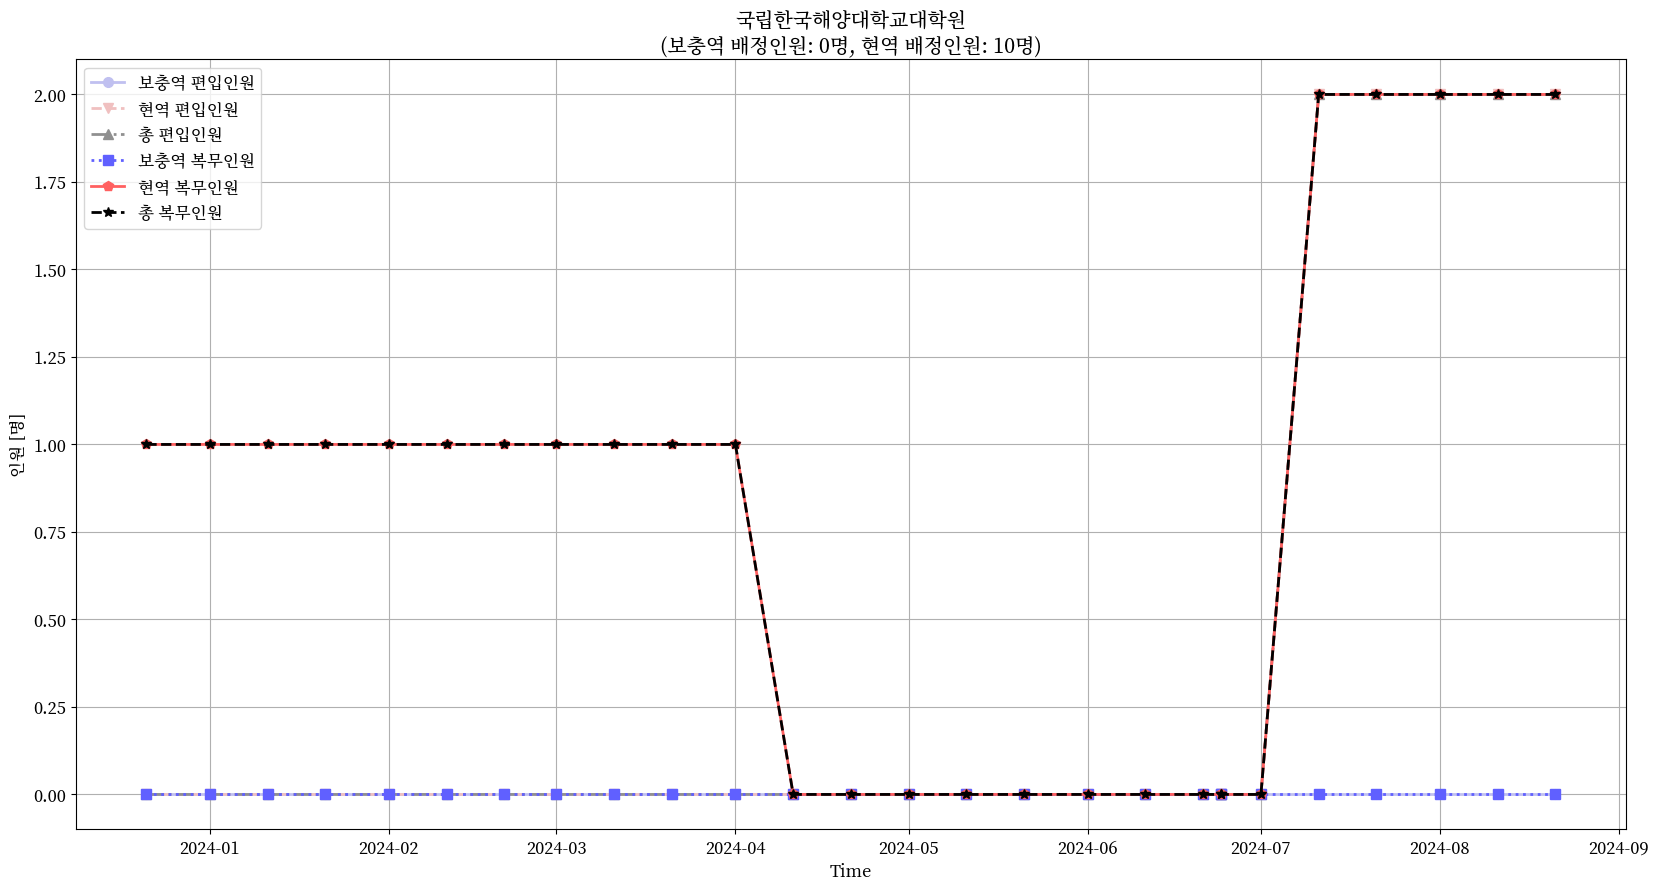 국립한국해양대학교대학원
(보충역 배정인원: 0명, 현역 배정인원: 10명)
보충역 편입인원
현역 편입인원
총 편입인원
보충역 복무인원
현역 복무인원
총 복무인원
2.00
1.75
1.50
1.25
1.00
0.75
0.50
0.25
0.00
인원 [명]
2024-01
2024-02
2024-03
2024-04
2024-05
2024-06
2024-07
2024-08
2024-09
Time